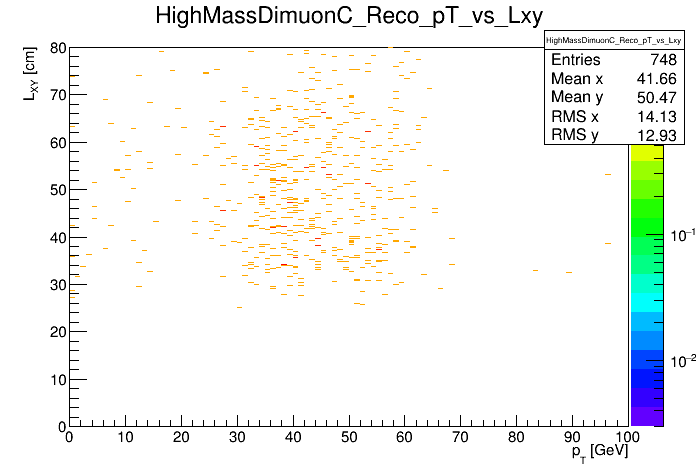 HighMassDimuonC_Reco_pT_vs_Lxy
HighMassDimuonC_Reco_pT_vs_Lxy
Entries 748
Mean x 41.66
Mean y 50.47
RMS x 14.13
RMS y 12.93
L_XY [cm]
80
70
60
50
40
30
20
10
0
0 10 20 30 40 50 60 70 80 90 100
p_T [GeV]
10⁻¹
10⁻²